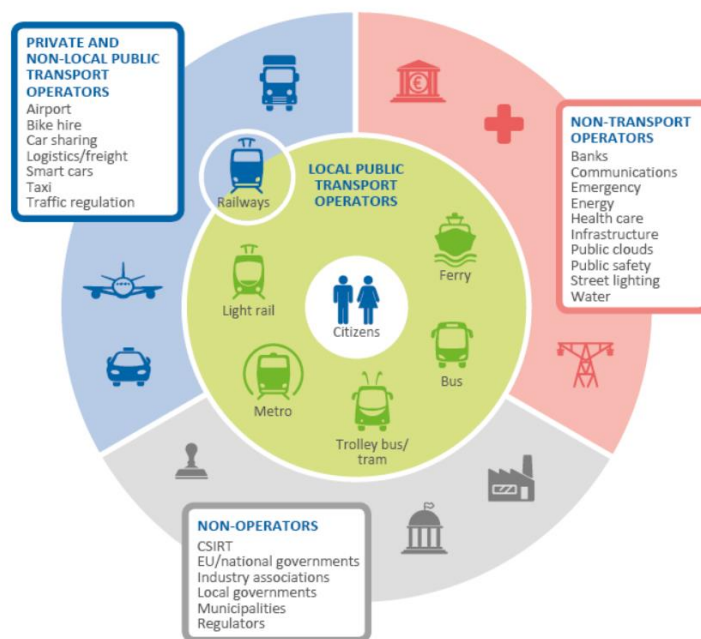 PRIVATE AND
NON-LOCAL PUBLIC
TRANSPORT
OPERATORS
Airport
Bike hire
Car sharing
Logistics/freight
Smart cars
Taxi
Traffic regulation
NON-TRANSPORT
OPERATORS
Banks
Communications
Emergency
Energy
Health care
Infrastructure
Public clouds
Public safety
Street lighting
Water
LOCAL PUBLIC
TRANSPORT
OPERATORS
Railways
Light rail
Ferry
Citizens
Metro
Bus
Trolley bus/
tram
NON-OPERATORS
CSIRT
EU/national governments
Industry associations
Local governments
Municipalities
Regulators